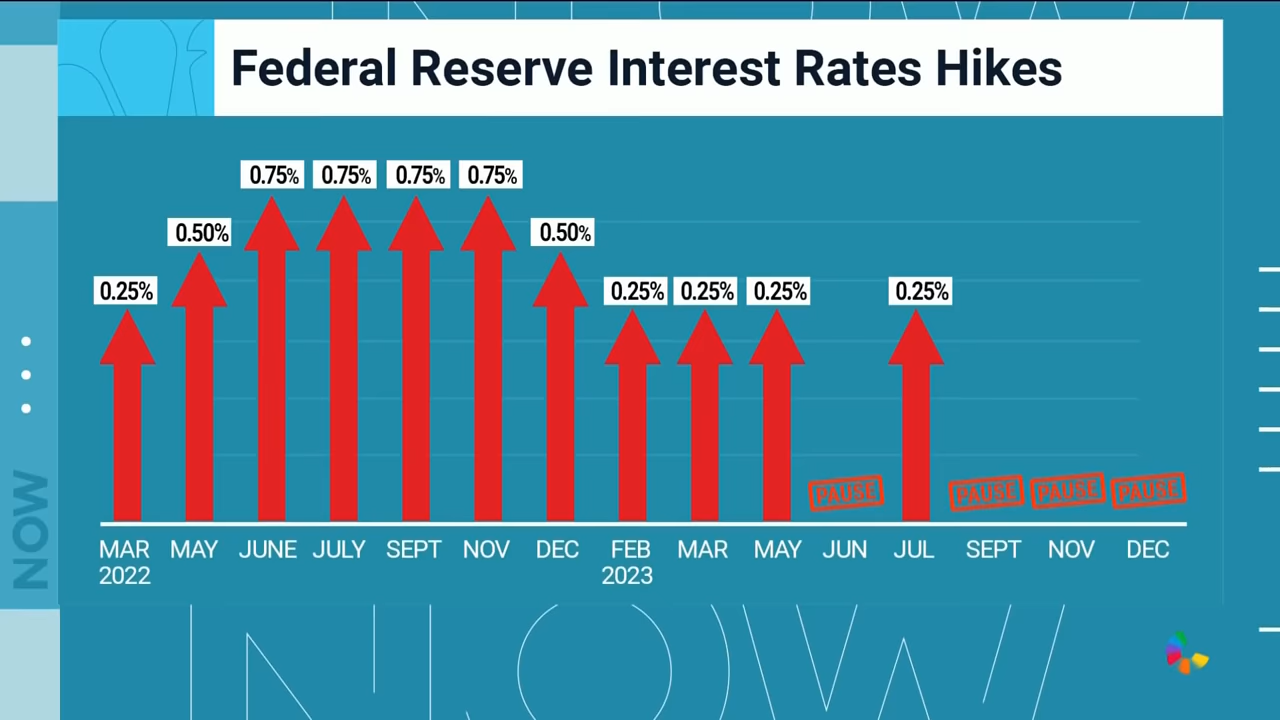 Federal Reserve Interest Rates Hikes
0.75% 0.75% 0.75% 0.75%
0.50% 0.50%
0.25% 0.25% 0.25% 0.25% 0.25%
PAUSE PAUSE PAUSE PAUSE
MAR MAY JUNE JULY SEPT NOV DEC FEB MAR MAY JUN JUL SEPT NOV DEC
2022 2023
NOW
NOW